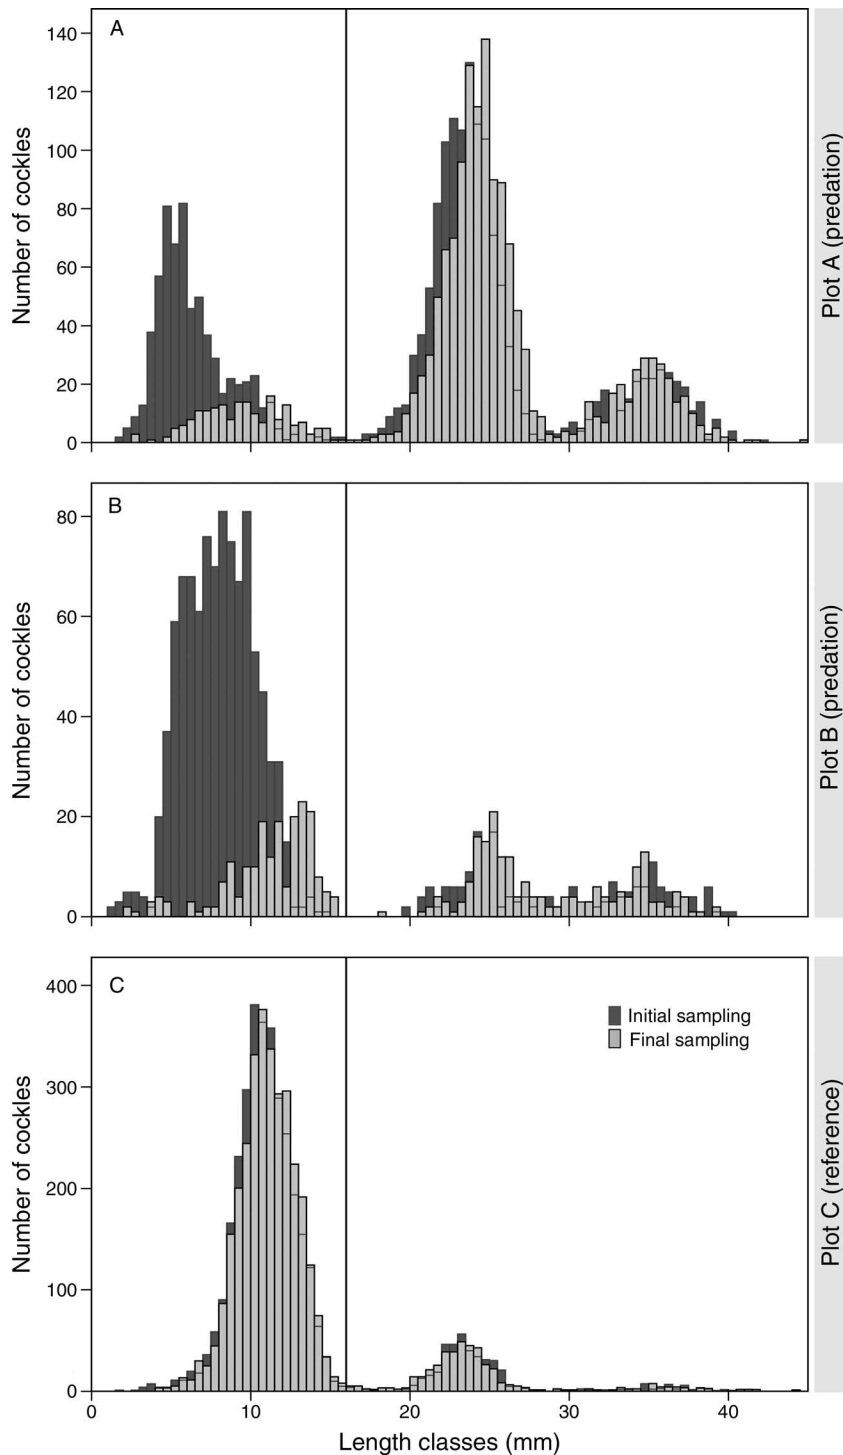 A
140
120
100
80
60
40
20
0
Number of cockles
Plot A (predation)
B
80
60
40
20
0
Number of cockles
Plot B (predation)
C
400
300
200
100
0
Number of cockles
Plot C (reference)
Initial sampling
Final sampling
0 10 20 30 40
Length classes (mm)